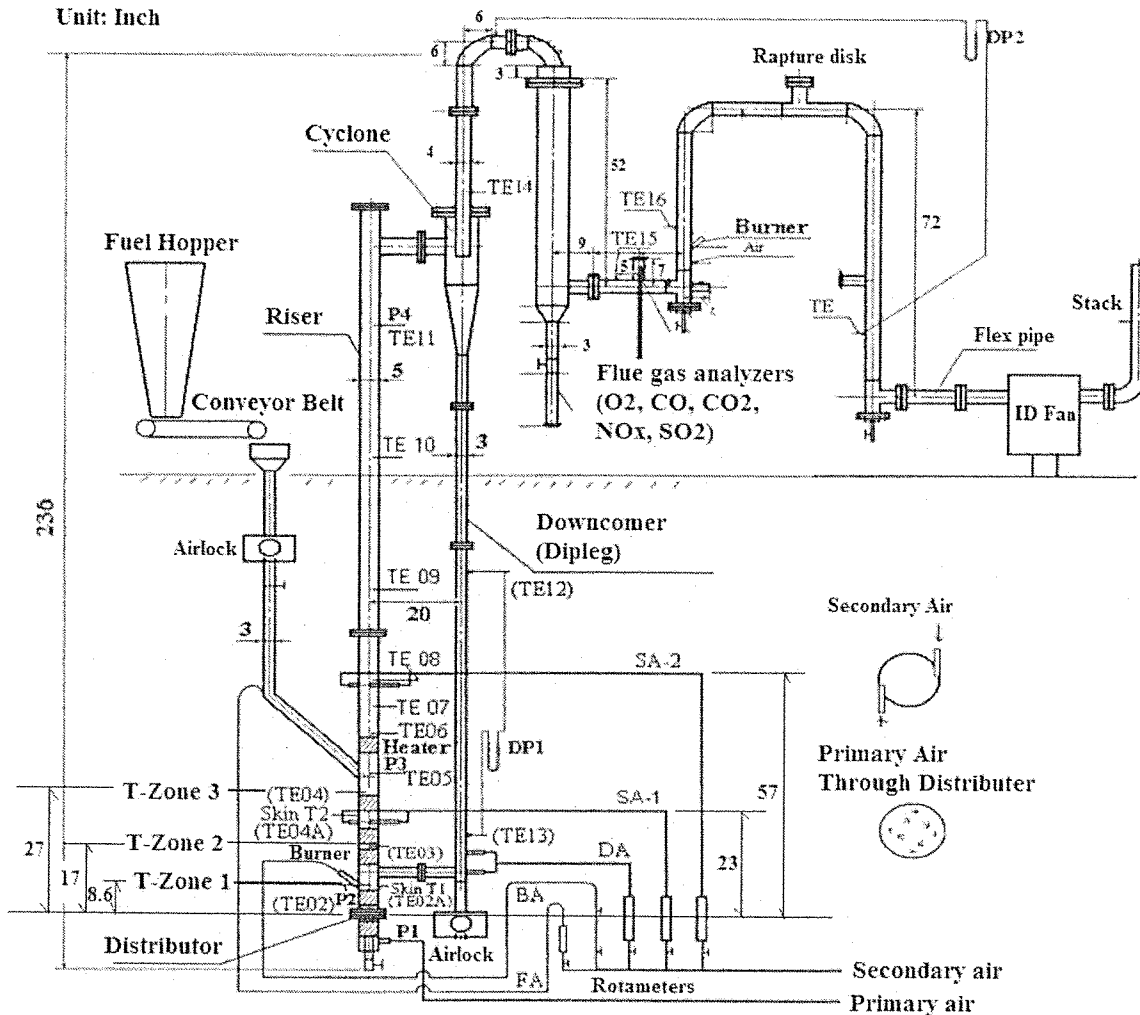 Unit: Inch
6
6
DP2
Rapture disk
3
1
Cyclone
4
52
TE14
TE16
72
Fuel Hopper
Burner
9
TE15
Air
5
7
Stack
Riser
P4
TE11
TE
3
Flex pipe
5
Flue gas analyzers
(O2, CO, CO2,
NOx, SO2)
Conveyor Belt
ID Fan
TE 10
3
236
Downcomer
(Dipleg)
Airlock
(TE12)
TE 09
20
Secondary Air
3
TE 08
SA-2
TE 07
TE06
Heater
DP1
P3
TE05
Primary Air
Through Distributer
57
T-Zone 3
(TE04)
SA-1
Skin T2
(TE04A)
27
(TE13)
T-Zone 2
(TE03)
DA
23
17
Burner
T-Zone 1
8.6
P2
Skin T1
(TE02)
(TE02A)
BA
Distributor
P1
Airlock
FA
Rotameters
Secondary air
Primary air